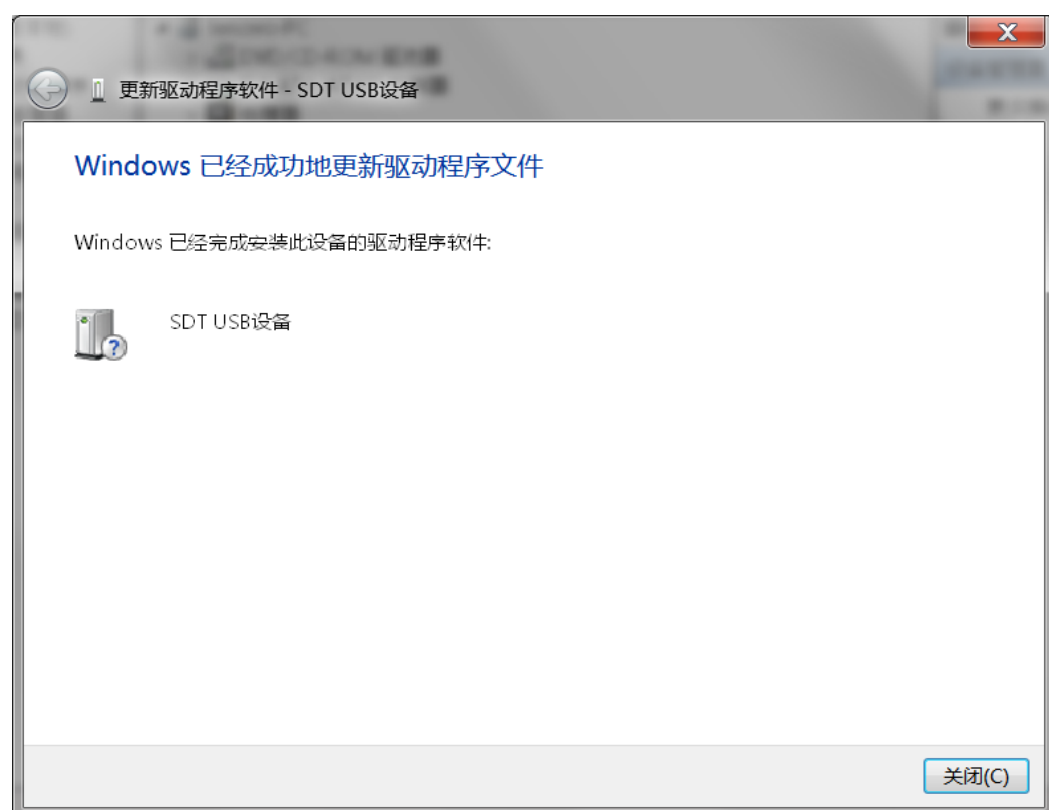 更新驱动程序软件 - SDT USB设备
Windows 已经成功地更新驱动程序文件
Windows 已经完成安装此设备的驱动程序软件:
SDT USB设备
关闭(C)